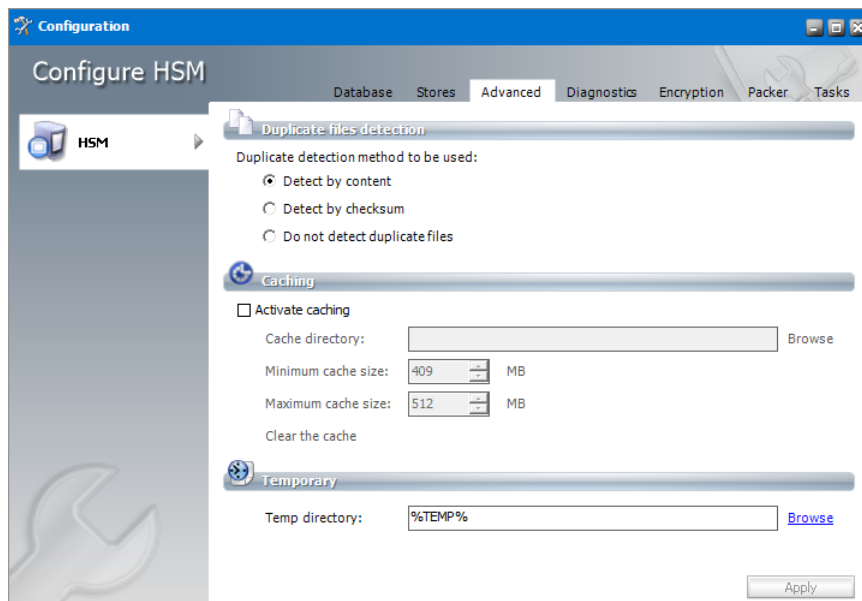 Configuration
Configure HSM
Database Stores Advanced Diagnostics Encryption Packer Tasks
HSM
Duplicate files detection
Duplicate detection method to be used:
Detect by content
Detect by checksum
Do not detect duplicate files
Caching
Activate caching
Cache directory: Browse
Minimum cache size: 409 MB
Maximum cache size: 512 MB
Clear the cache
Temporary
Temp directory: %TEMP% Browse
Apply